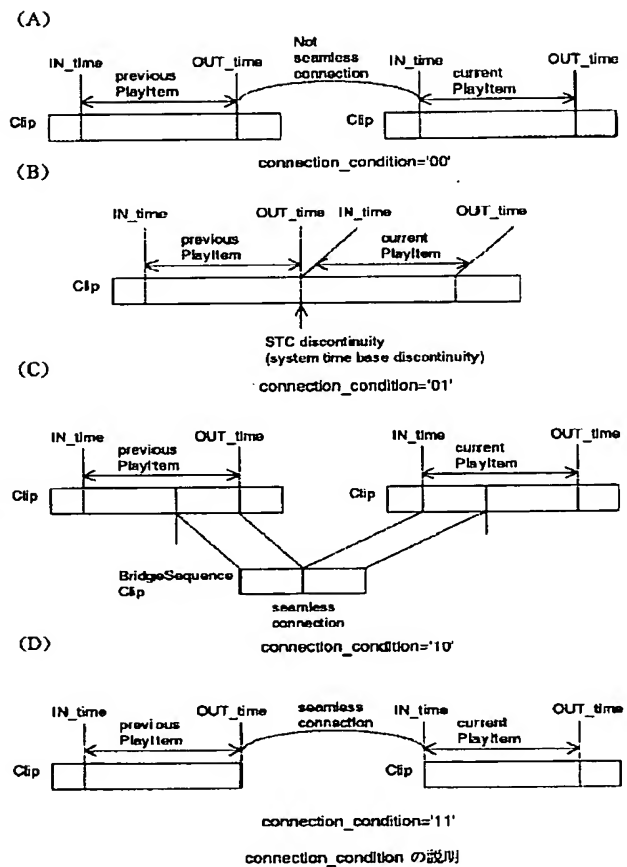 (A)
Not
seamless
connection
IN_time
OUT_time
IN_time
OUT_time
previous
PlayItem
current
PlayItem
Clip
Clip
connection_condition='00'
(B)
IN_time
OUT_time
IN_time
OUT_time
previous
PlayItem
current
PlayItem
Clip
STC discontinuity
(system time base discontinuity)
connection_condition='01'
(C)
IN_time
OUT_time
IN_time
OUT_time
previous
PlayItem
current
PlayItem
Clip
Clip
BridgeSequence
Clip
seamless
connection
connection_condition='10'
(D)
IN_time
OUT_time
seamless
connection
IN_time
OUT_time
previous
PlayItem
current
PlayItem
Clip
Clip
connection_condition='11'
connection_condition の説明